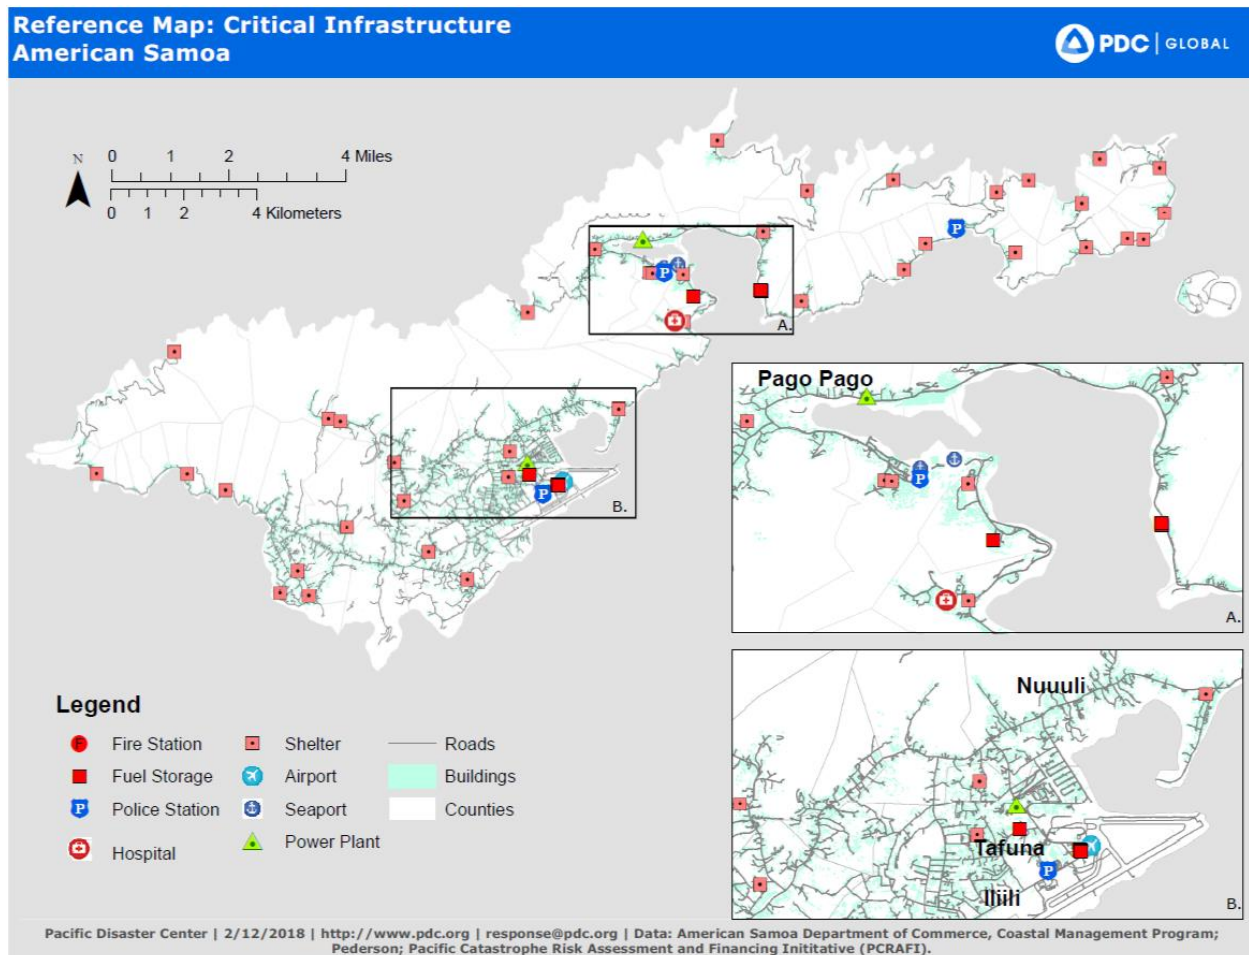 Reference Map: Critical Infrastructure
American Samoa
PDC | GLOBAL
N
0 1 2 4 Miles
0 1 2 4 Kilometers
P
P
A.
B.
P
Pago Pago
P
A.
Nuuuli
Tafuna
P
Iliili
B.
Legend
F Fire Station
Shelter
Roads
Fuel Storage
Airport
Buildings
P Police Station
Seaport
Counties
Hospital
Power Plant
Pacific Disaster Center | 2/12/2018 | http://www.pdc.org | response@pdc.org | Data: American Samoa Department of Commerce, Coastal Management Program;
Pederson; Pacific Catastrophe Risk Assessment and Financing Inititative (PCRAFI).